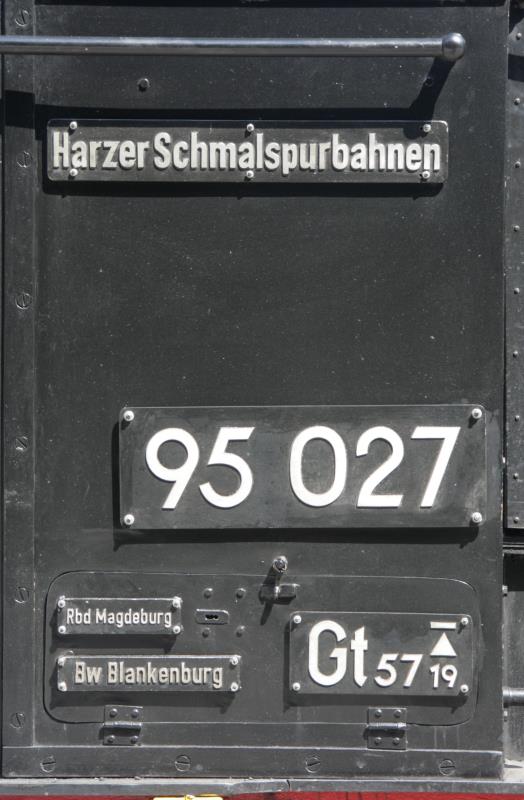 Harzer Schmalspurbahnen
95 027
Rbd Magdeburg
Bw Blankenburg
Gt 57 19